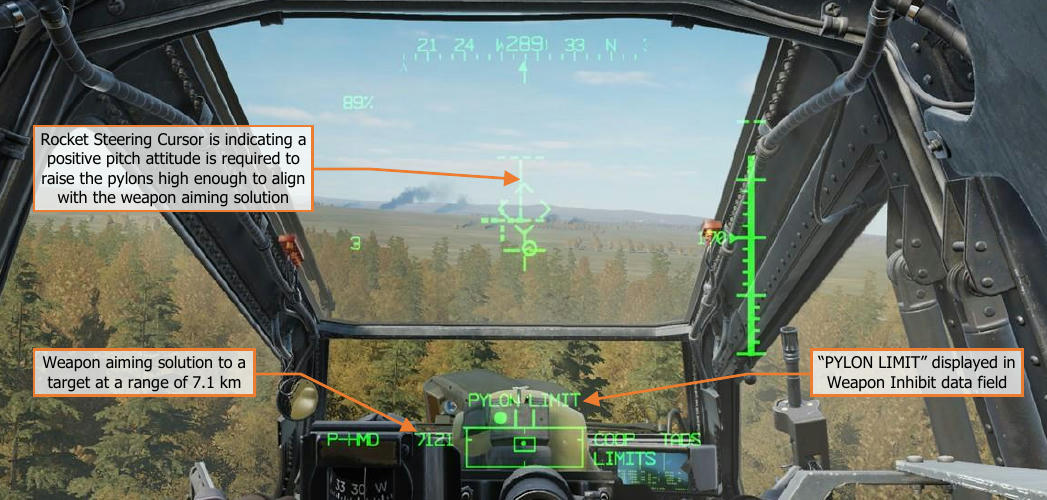 21 24 289 33 N
89%
Rocket Steering Cursor is indicating a
positive pitch attitude is required to
raise the pylons high enough to align
with the weapon aiming solution
3
170
Weapon aiming solution to a
target at a range of 7.1 km
“PYLON LIMIT” displayed in
Weapon Inhibit data field
PYLON LIMIT
P-HMD 7121 COOP TADS
LIMITS
33 30 W